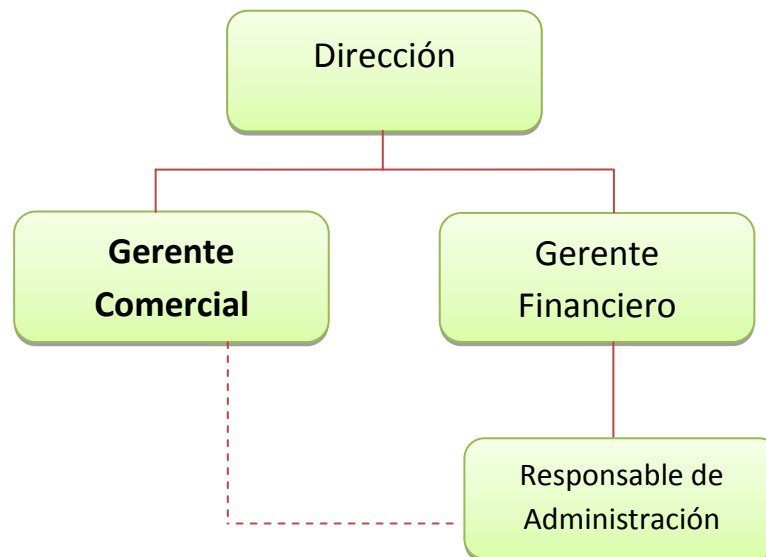 Dirección
Gerente
Comercial
Gerente
Financiero
Responsable de
Administración